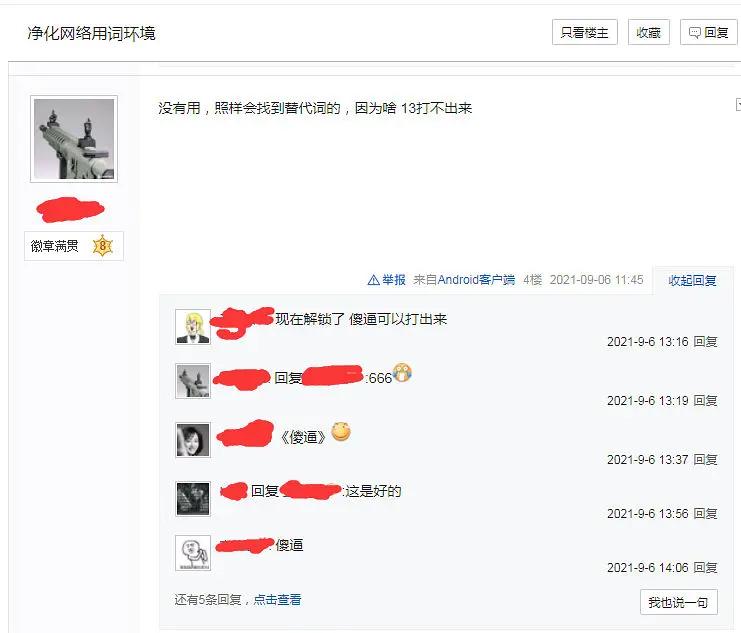 净化网络用词环境
只看楼主 收藏 回复
没有用，照样会找到替代词的，因为啥 13打不出来
徽章满贯 8
举报 来自Android客户端 4楼 2021-09-06 11:45 收起回复
现在解锁了 傻逼可以打出来
2021-9-6 13:16 回复
回复 :666
2021-9-6 13:19 回复
《傻逼》
2021-9-6 13:37 回复
回复 :这是好的
2021-9-6 13:56 回复
: 傻逼
2021-9-6 14:06 回复
还有5条回复，点击查看
我也说一句